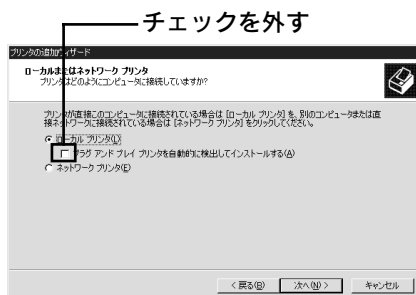 チェックを外す
プリンタの追加ウィザード
ローカルまたはネットワーク プリンタ
プリンタはどのようにコンピュータに接続していますか?
プリンタが直接このコンピュータに接続されている場合は [ローカル プリンタ] を、別のコンピュータまたは直
接ネットワークに接続されている場合は [ネットワーク プリンタ] をクリックしてください。
ローカル プリンタ(L)
プラグ アンド プレイ プリンタを自動的に検出してインストールする(A)
ネットワーク プリンタ(E)
< 戻る(B) 次へ(N) > キャンセル